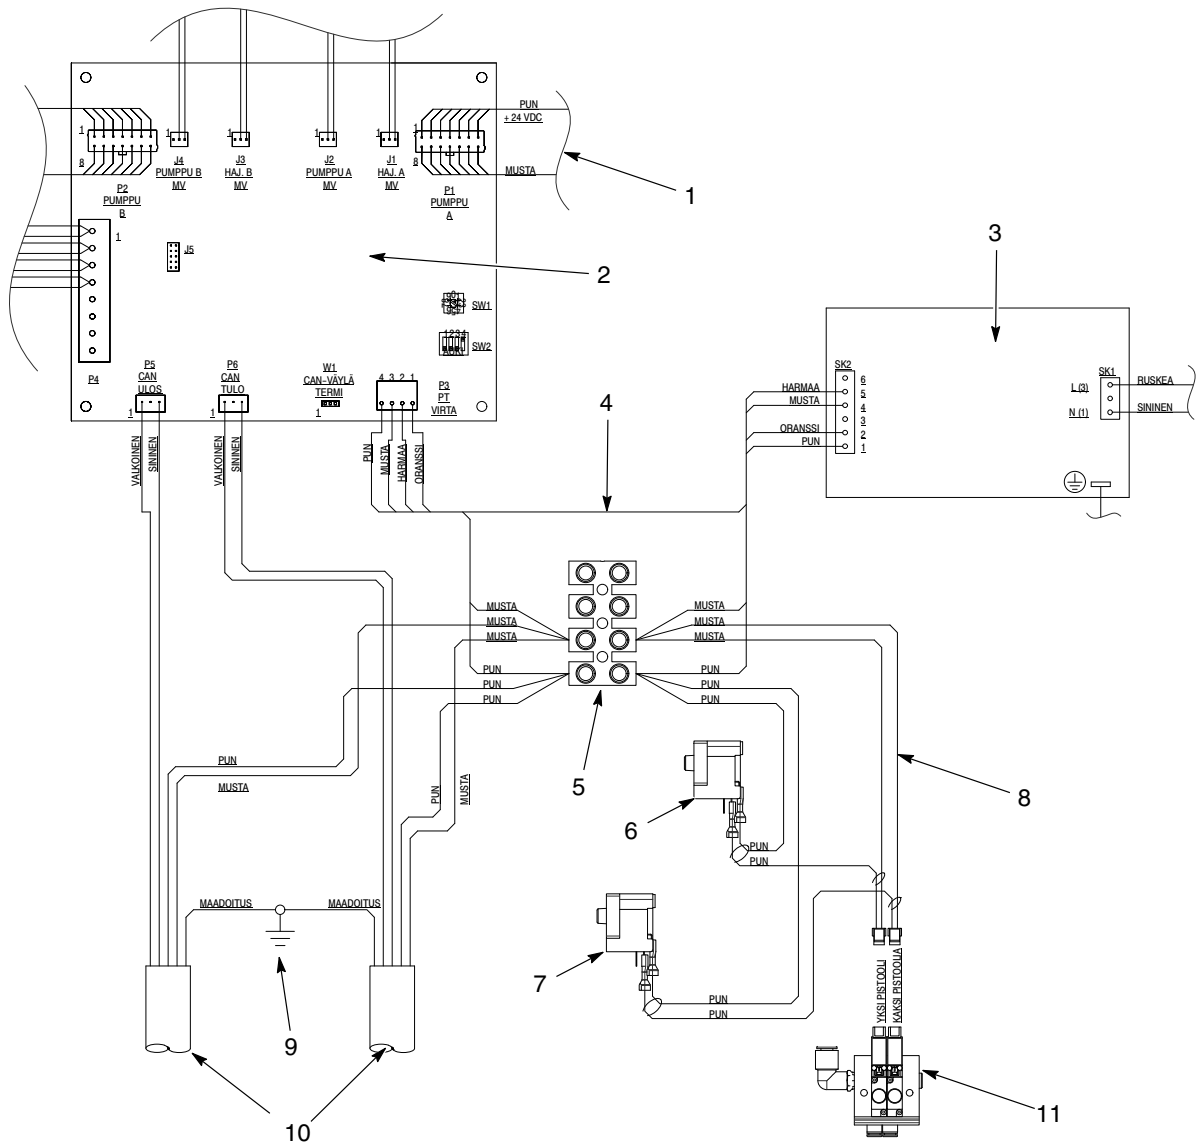 PUN
+ 24 VDC
MUSTA
1
1
1
1
1
1
1
8
8
J4
PUMPPU B
MV
J3
HAJ. B
MV
J2
PUMPPU A
MV
J1
HAJ. A
MV
P2
PUMPPU
B
P1
PUMPPU
A
1
J5
2
SW1
1234
AUKI
SW2
3
SK2
6
5
4
3
2
1
HARMAA
MUSTA
ORANSSI
PUN
SK1
L (3)
N (1)
RUSKEA
SININEN
P4
P5
CAN
ULOS
1
P6
CAN
TULO
1
W1
CAN-VÄYLÄ
TERMI
1
4 3 2 1
P3
PT
VIRTA
VALKOINEN
SININEN
VALKOINEN
SININEN
PUN
MUSTA
HARMAA
ORANSSI
4
MUSTA
MUSTA
MUSTA
PUN
PUN
PUN
MUSTA
MUSTA
MUSTA
PUN
PUN
PUN
5
PUN
MUSTA
PUN
MUSTA
6
PUN
PUN
7
PUN
PUN
8
MAADOITUS
MAADOITUS
9
10
YKSI PISTOOLI
KAKSI PISTOOLIA
11